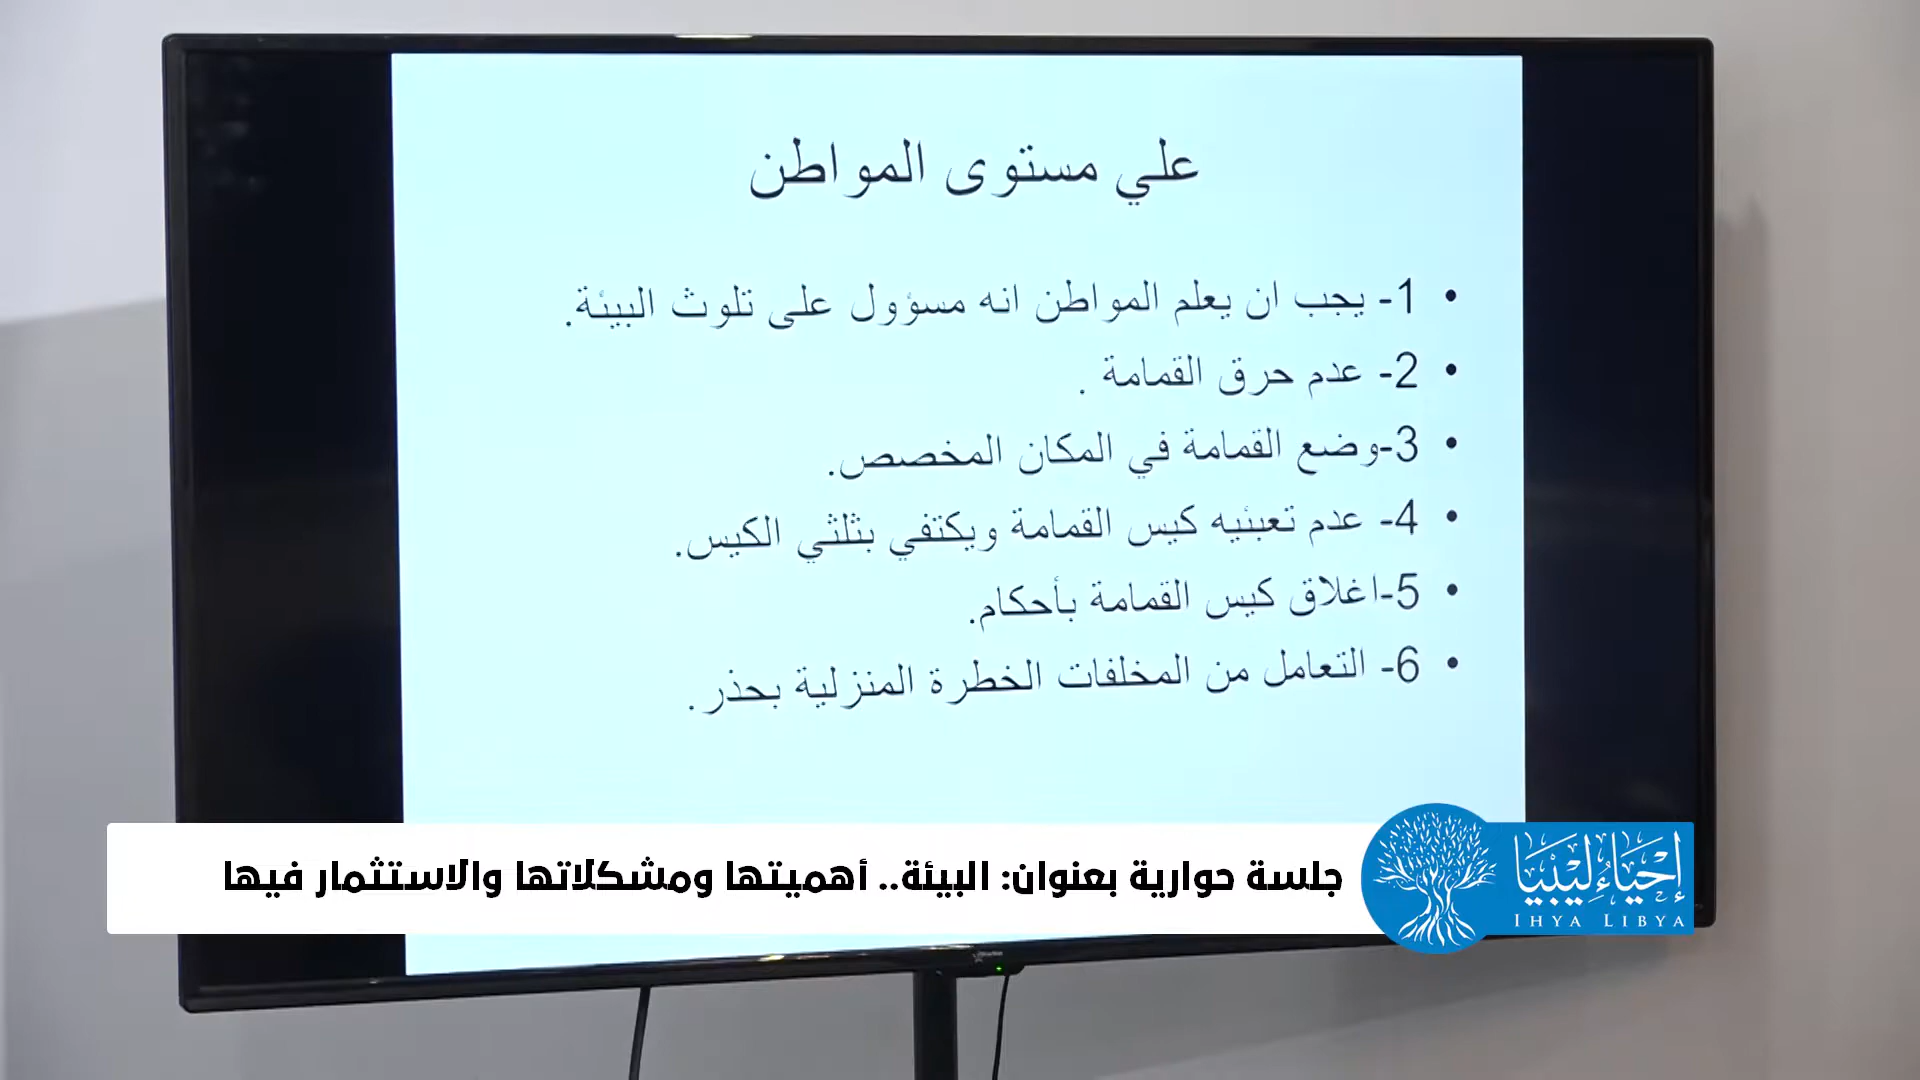 علي مستوى المواطن
• 1- يجب ان يعلم المواطن انه مسؤول على تلوث البيئة.
• 2- عدم حرق القمامة .
• 3-وضع القمامة في المكان المخصص.
• 4- عدم تعبئيه كيس القمامة ويكتفي بثلثي الكيس.
• 5-اغلاق كيس القمامة بأحكام.
• 6- التعامل من المخلفات الخطرة المنزلية بحذر.
جلسة حوارية بعنوان: البيئة.. أهميتها ومشكلاتها والاستثمار فيها
إحياء ليبيا
IHYA LIBYA